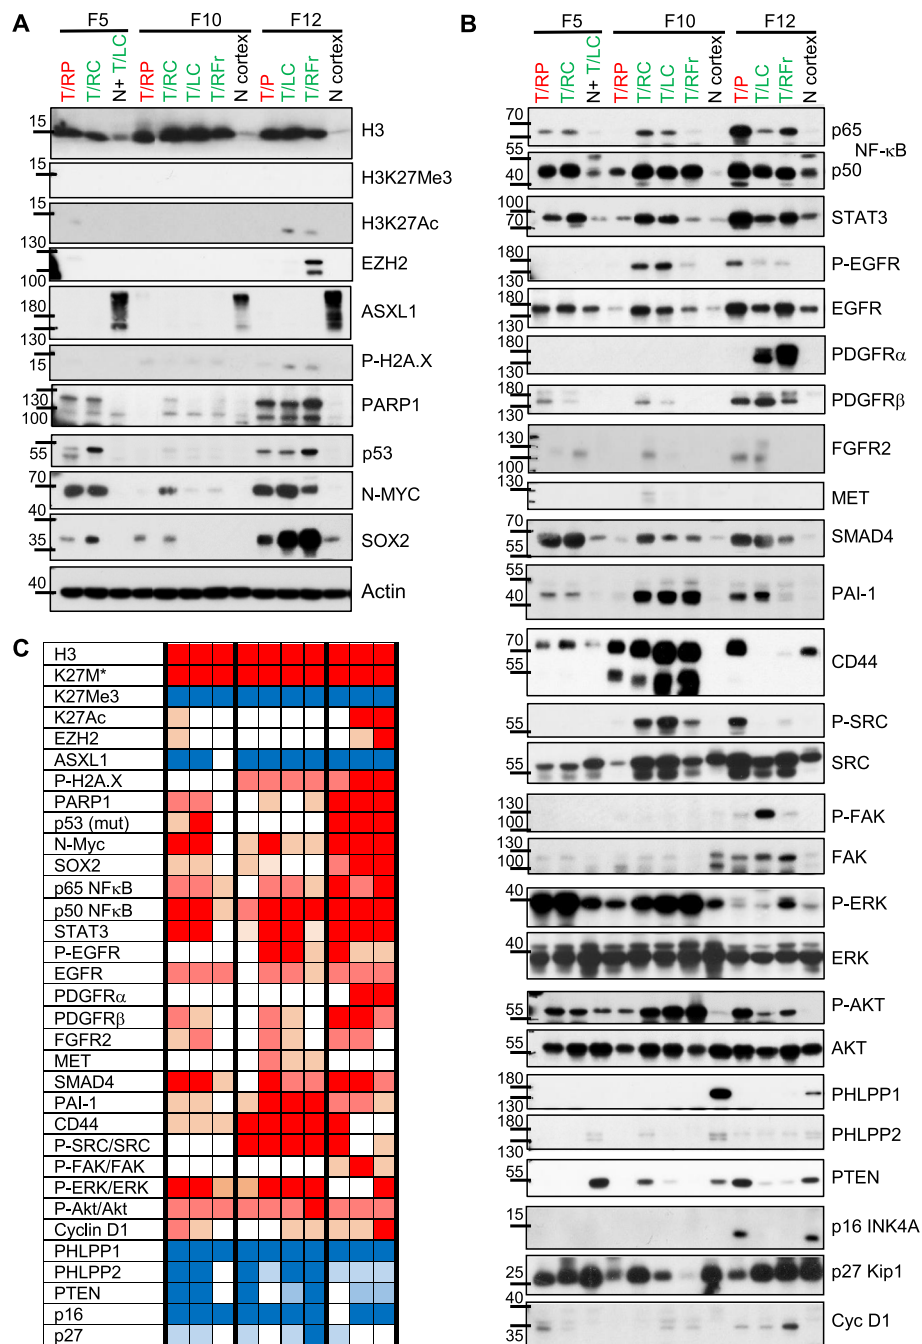 A
F5 F10 F12
T/RP T/RC N+ T/LC T/RP T/RC T/LC T/RFr N cortex T/P T/LC T/RFr N cortex
15 H3
15 H3K27Me3
15 H3K27Ac
130
EZH2
100
180 ASXL1
130
15 P-H2A.X
130 PARP1
100
55 p53
70 N-MYC
50
40
35 SOX2
40 Actin
B
F5 F10 F12
T/RP T/RC N+ T/LC T/RP T/RC T/LC T/RFr N cortex T/P T/LC T/RFr N cortex
70 p65
NF-κB
55
55 p50
40
100
70 STAT3
180 P-EGFR
130
180 EGFR
130
180 PDGFRα
130
180 PDGFRβ
130
130 FGFR2
100
130 MET
70 SMAD4
55
55 PAI-1
40
70 CD44
55
55 P-SRC
55 SRC
130 P-FAK
100
130 FAK
100
40 P-ERK
40 ERK
55 P-AKT
55 AKT
180 PHLPP1
130
180 PHLPP2
130
55 PTEN
15 p16 INK4A
25 p27 Kip1
40
35 Cyc D1
C
H3
K27M*
K27Me3
K27Ac
EZH2
ASXL1
P-H2A.X
PARP1
p53 (mut)
N-Myc
SOX2
p65 NFκB
p50 NFκB
STAT3
P-EGFR
EGFR
PDGFRα
PDGFRβ
FGFR2
MET
SMAD4
PAI-1
CD44
P-SRC/SRC
P-FAK/FAK
P-ERK/ERK
P-Akt/Akt
Cyclin D1
PHLPP1
PHLPP2
PTEN
p16
p27